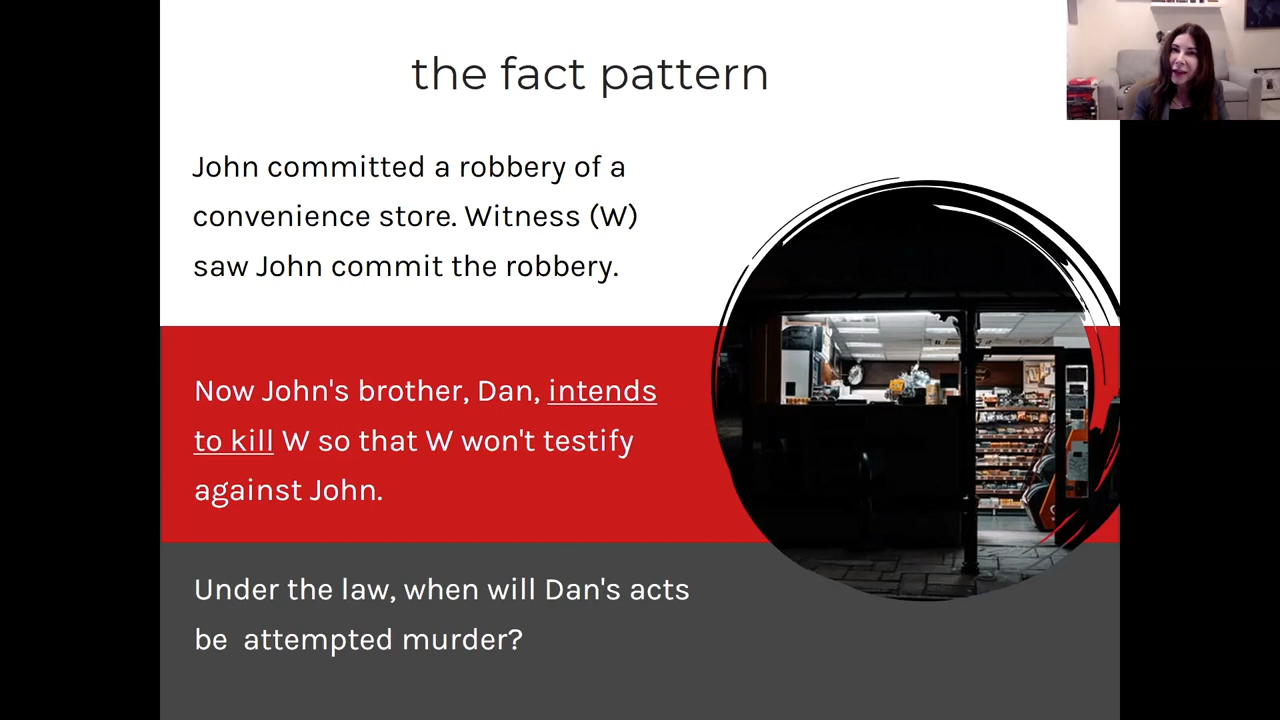 the fact pattern
John committed a robbery of a
convenience store. Witness (W)
saw John commit the robbery.
Now John's brother, Dan, intends
to kill W so that W won't testify
against John.
Under the law, when will Dan's acts
be  attempted murder?